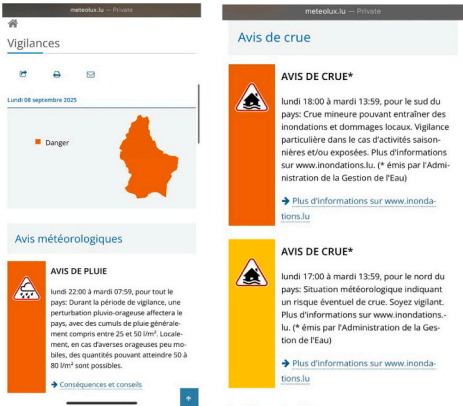 meteolux.lu — Private
Vigilances
Lundi 08 septembre 2025
Danger
Avis météorologiques
AVIS DE PLUIE
lundi 22:00 à mardi 07:59, pour tout le
pays: Durant la période de vigilance, une
perturbation pluvio-orageuse affectera le
pays, avec des cumuls de pluie générale-
ment compris entre 25 et 50 l/m². Locale-
ment, en cas d'averses orageuses peu mo-
biles, des quantités pouvant atteindre 50 à
80 l/m² sont possibles.
→ Conséquences et conseils
meteolux.lu — Private
Avis de crue
AVIS DE CRUE*
lundi 18:00 à mardi 13:59, pour le sud du
pays: Crue mineure pouvant entraîner des
inondations et dommages locaux. Vigilance
particulière dans le cas d'activités saison-
nières et/ou exposées. Plus d'informations
sur www.inondations.lu. (* émis par l'Admi-
nistration de la Gestion de l'Eau)
→ Plus d'informations sur www.inonda-
tions.lu
AVIS DE CRUE*
lundi 17:00 à mardi 13:59, pour le nord du
pays: Situation météorologique indiquant
un risque éventuel de crue. Soyez vigilant.
Plus d'informations sur www.inondations.-
lu. (* émis par l'Administration de la Ges-
tion de l'Eau)
→ Plus d'informations sur www.inonda-
tions.lu